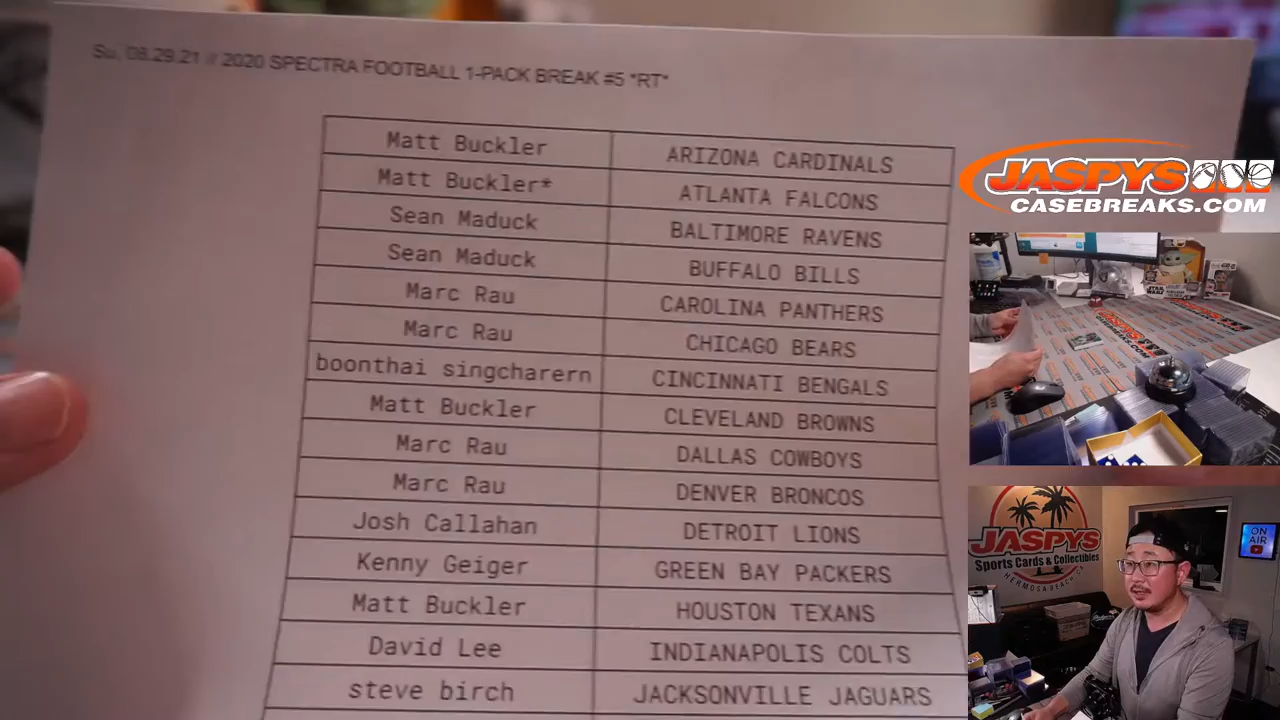 Su, 08.29.21 // 2020 SPECTRA FOOTBALL 1-PACK BREAK #5 *RT*
Matt Buckler ARIZONA CARDINALS
Matt Buckler* ATLANTA FALCONS
Sean Maduck BALTIMORE RAVENS
Sean Maduck BUFFALO BILLS
Marc Rau CAROLINA PANTHERS
Marc Rau CHICAGO BEARS
boonthai singcharern CINCINNATI BENGALS
Matt Buckler CLEVELAND BROWNS
Marc Rau DALLAS COWBOYS
Marc Rau DENVER BRONCOS
Josh Callahan DETROIT LIONS
Kenny Geiger GREEN BAY PACKERS
Matt Buckler HOUSTON TEXANS
David Lee INDIANAPOLIS COLTS
steve birch JACKSONVILLE JAGUARS
JASPYS
CASEBREAKS.COM
STAR WARS
JASPYS
Sports Cards & Collectibles
HERMOSA BEACH CA
ON
AIR